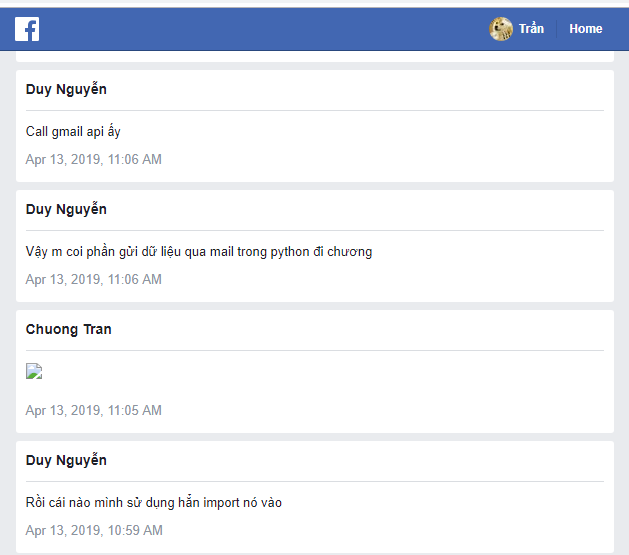 Trần
Home
Duy Nguyễn
Call gmail api ấy
Apr 13, 2019, 11:06 AM
Duy Nguyễn
Vậy m coi phần gửi dữ liệu qua mail trong python đi chương
Apr 13, 2019, 11:06 AM
Chuong Tran
Apr 13, 2019, 11:05 AM
Duy Nguyễn
Rồi cái nào mình sử dụng hẳn import nó vào
Apr 13, 2019, 10:59 AM